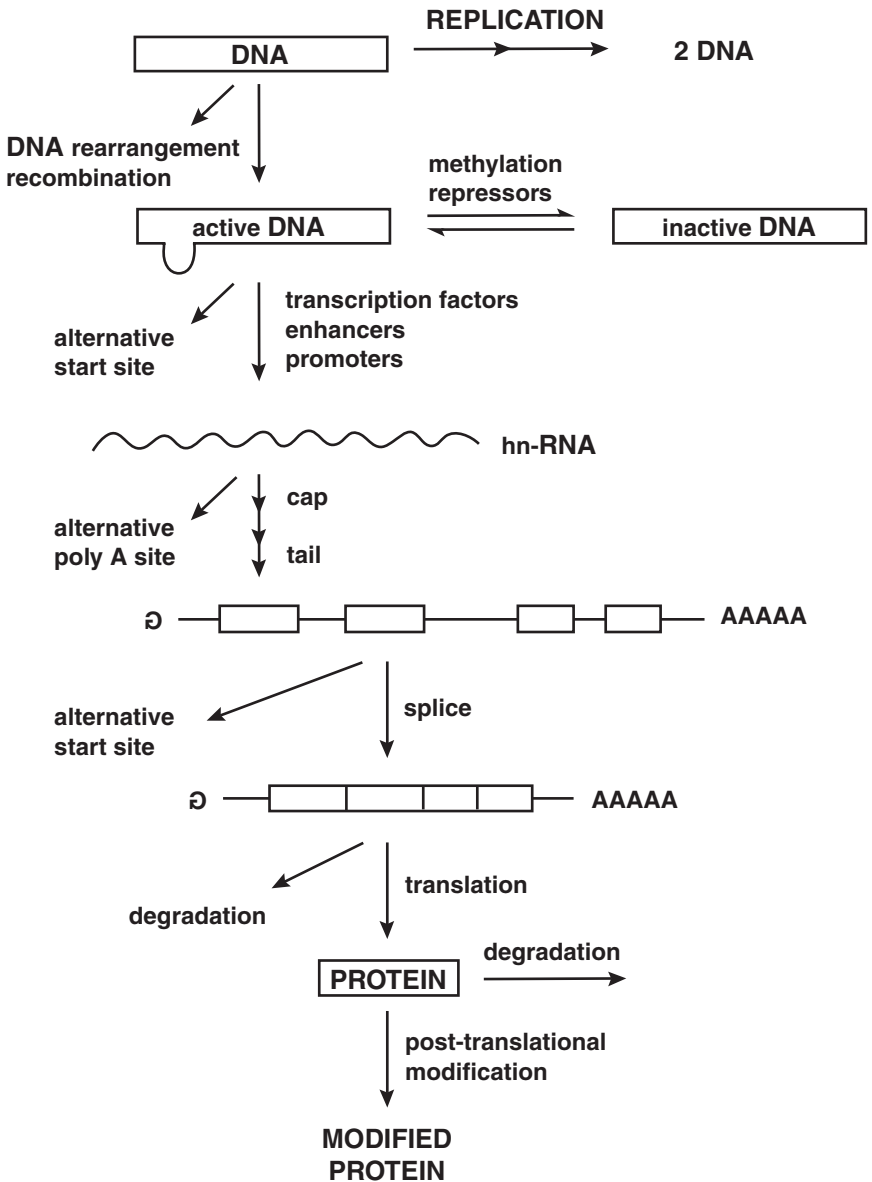 REPLICATION
DNA
2 DNA
DNA rearrangement
recombination
methylation
repressors
active DNA
inactive DNA
transcription factors
enhancers
promoters
alternative
start site
hn-RNA
cap
alternative
poly A site
tail
G
AAAAA
splice
alternative
start site
G
AAAAA
translation
degradation
degradation
PROTEIN
post-translational
modification
MODIFIED
PROTEIN